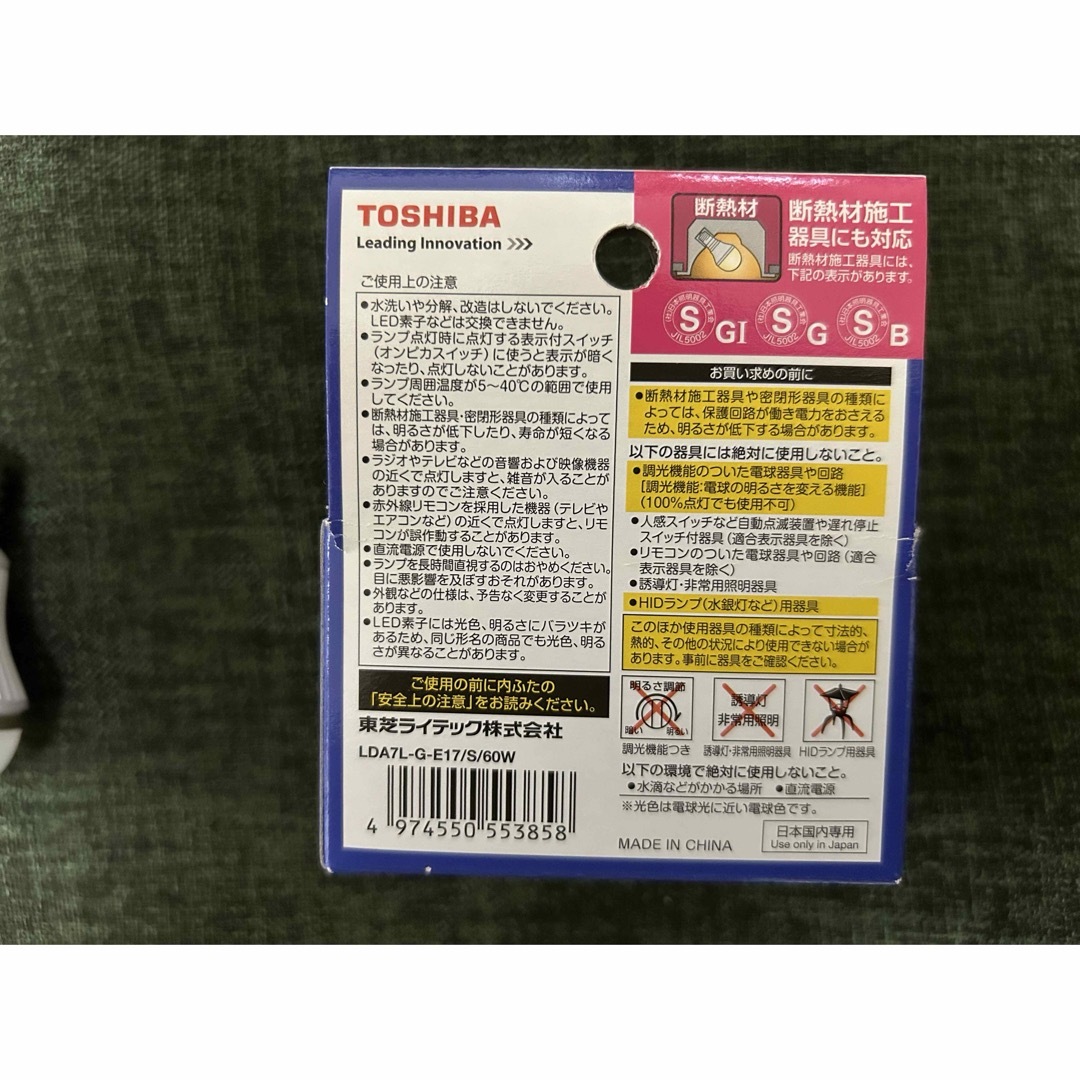 TOSHIBA
Leading Innovation >>>
ご使用上の注意
●水洗いや分解、改造はしないでください。
LED素子などは交換できません。
●ランプ点灯時に点灯する表示付スイッチ
(オンピカスイッチ)に使うと表示が暗く
なったり、点灯しないことがあります。
●ランプ周囲温度が5〜40℃の範囲で使用
してください。
●断熱材施工器具・密閉形器具の種類によって
は、明るさが低下したり、寿命が短くなる
場合があります。
●ラジオやテレビなどの音響および映像機器
の近くで点灯しますと、雑音が入ることが
ありますのでご注意ください。
●赤外線リモコンを採用した機器(テレビや
エアコンなど)の近くで点灯しますと、リモ
コンが誤動作することがあります。
●直流電源で使用しないでください。
●ランプを長時間直視するのはおやめください。
目に悪影響を及ぼすおそれがあります。
●外観などの仕様は、予告なく変更することが
あります。
●LED素子には光色、明るさにバラツキが
あるため、同じ形名の商品でも光色、明る
さが異なることがあります。
ご使用の前に内ふたの
「安全上の注意」をお読みください。
東芝ライテック株式会社
LDA7L-G-E17/S/60W
4 974550 553858
断熱材
断熱材施工
器具にも対応
断熱材施工器具には、
下記の表示があります。
(社)日本照明器具工業会
S
JIL5002
GI
(社)日本照明器具工業会
S
JIL5002
G
(社)日本照明器具工業会
S
JIL5002
B
お買い求めの前に
●断熱材施工器具や密閉形器具の種類に
よっては、保護回路が働き電力をおさえる
ため、明るさが低下する場合があります。
以下の器具には絶対に使用しないこと。
●調光機能のついた電球器具や回路
[調光機能:電球の明るさを変える機能]
(100%点灯でも使用不可)
●人感スイッチなど自動点滅装置や遅れ停止
スイッチ付器具(適合表示器具を除く)
●リモコンのついた電球器具や回路(適合
表示器具を除く)
●誘導灯・非常用照明器具
●HIDランプ(水銀灯など)用器具
このほか使用器具の種類によって寸法的、
熱的、その他の状況により使用できない場合が
あります。事前に器具をご確認ください。
明るさ調節
暗い 明るい
調光機能つき
誘導灯
非常用照明
誘導灯・非常用照明器具
HIDランプ用器具
以下の環境で絶対に使用しないこと。
●水滴などがかかる場所 ●直流電源
※光色は電球光に近い電球色です。
MADE IN CHINA
日本国内専用
Use only in Japan